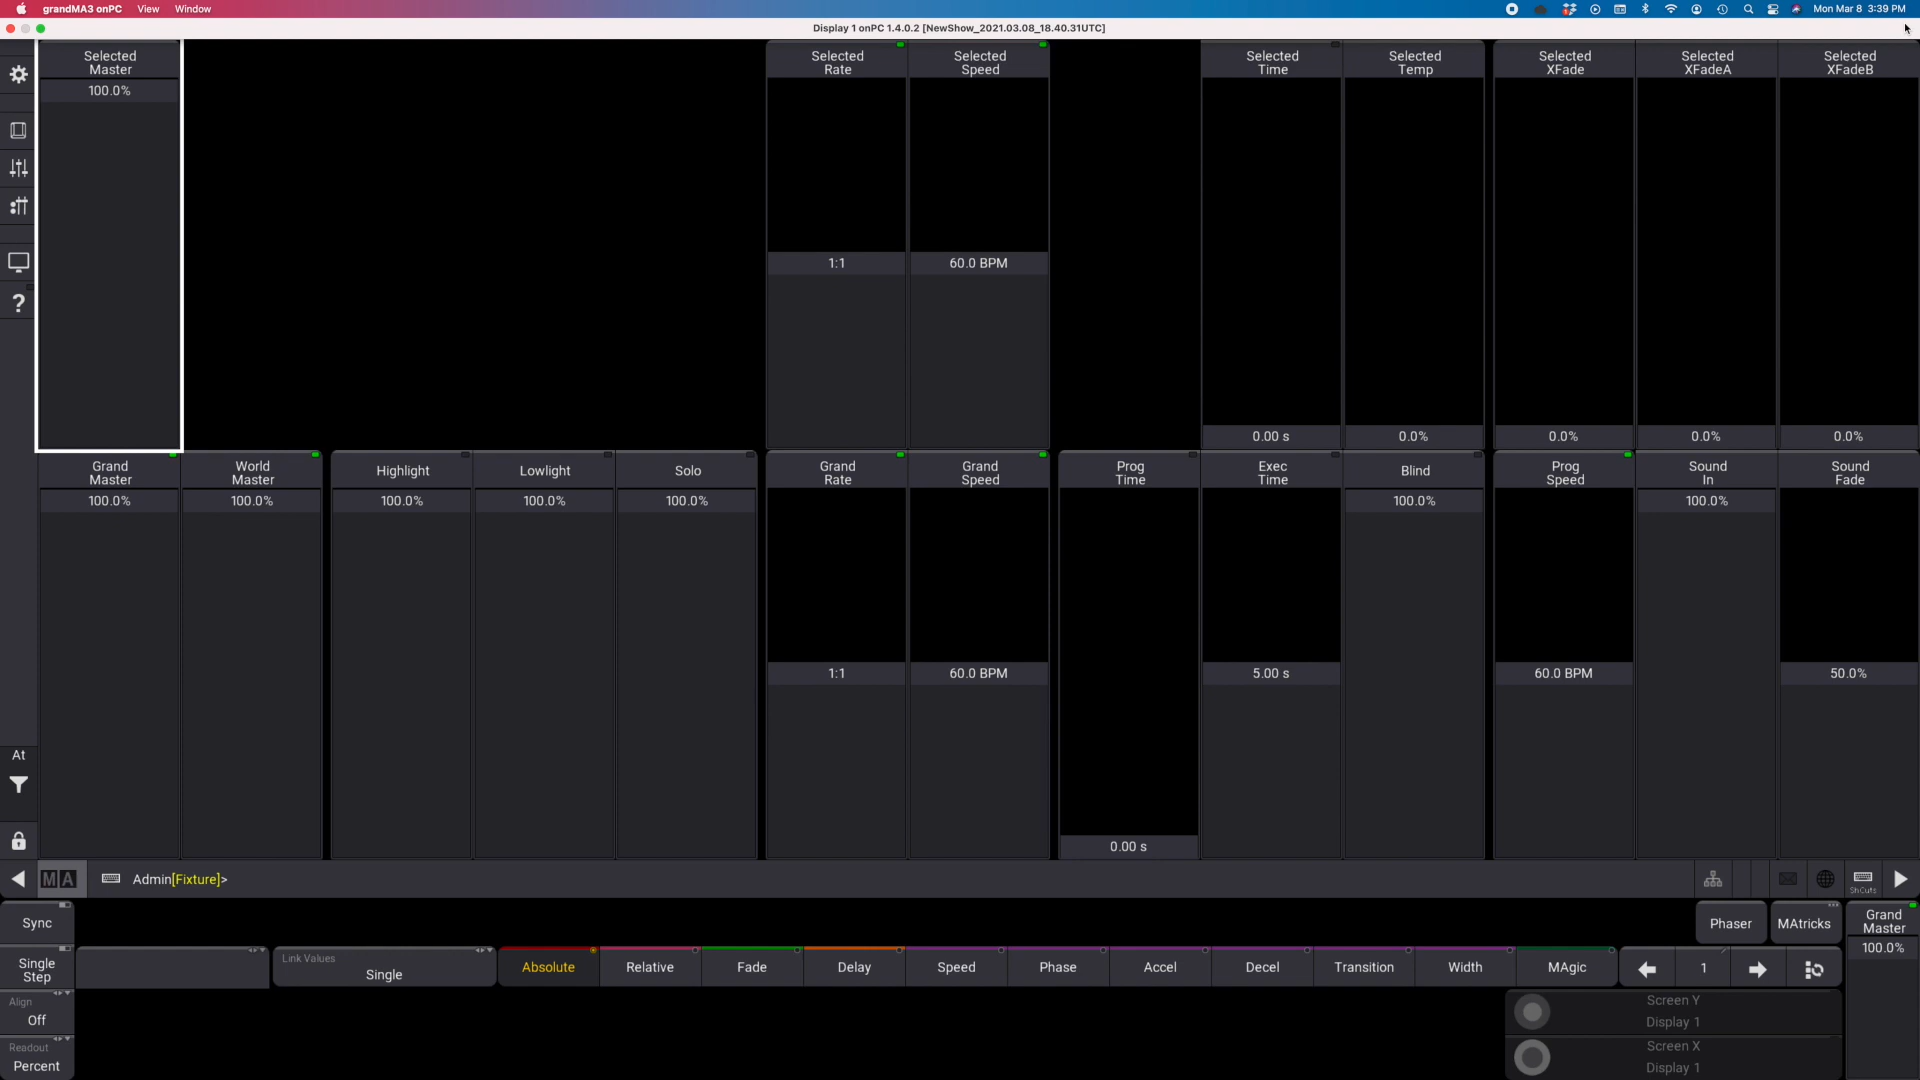 grandMA3 onPC View Window
Mon Mar 8 3:39 PM
Display 1 onPC 1.4.0.2 [NewShow_2021.03.08_18.40.31UTC]
Selected
Master
100.0%
Selected
Rate
1:1
Selected
Speed
60.0 BPM
Selected
Time
0.00 s
Selected
Temp
0.0%
Selected
XFade
0.0%
Selected
XFadeA
0.0%
Selected
XFadeB
0.0%
?
Grand
Master
100.0%
World
Master
100.0%
Highlight
100.0%
Lowlight
100.0%
Solo
100.0%
Grand
Rate
1:1
Grand
Speed
60.0 BPM
Prog
Time
0.00 s
Exec
Time
5.00 s
Blind
100.0%
Prog
Speed
60.0 BPM
Sound
In
100.0%
Sound
Fade
50.0%
At
MA
Admin[Fixture]>
ShCuts
Sync
Phaser
MAtricks
Grand
Master
100.0%
Single
Step
Link Values
Single
Absolute
Relative
Fade
Delay
Speed
Phase
Accel
Decel
Transition
Width
MAgic
1
Align
Off
Screen Y
Display 1
Readout
Percent
Screen X
Display 1